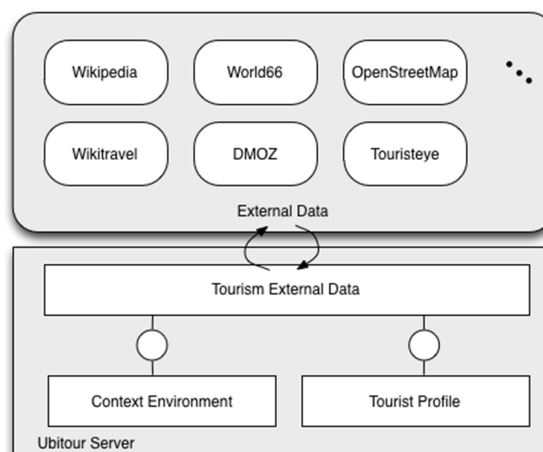 Wikipedia
World66
OpenStreetMap
Wikitravel
DMOZ
Touristeye
External Data
Tourism External Data
Context Environment
Tourist Profile
Ubitour Server